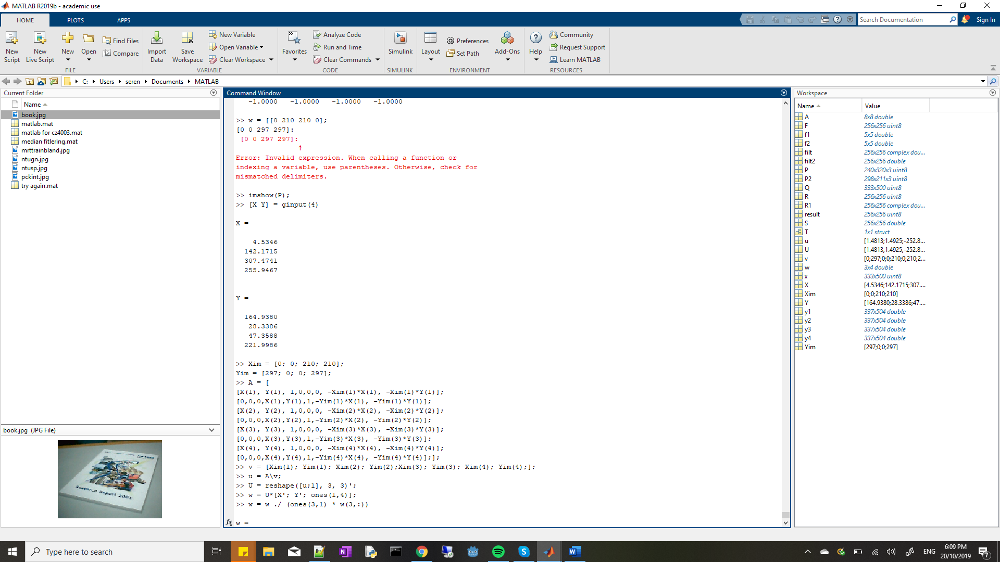 MATLAB R2019b - academic use
HOME PLOTS APPS
Search Documentation
Sign In
New Script
New Live Script
New
Open
Find Files
Compare
FILE
Import Data
Save Workspace
New Variable
Open Variable
Clear Workspace
VARIABLE
Favorites
Analyze Code
Run and Time
Clear Commands
CODE
Simulink
SIMULINK
Layout
Preferences
Set Path
Add-Ons
ENVIRONMENT
Help
Community
Request Support
Learn MATLAB
RESOURCES
C: Users seren Documents MATLAB
Current Folder
Name
book.jpg
matlab.mat
matlab for cz4003.mat
median fitlering.mat
mrttrainbland.jpg
ntugn.jpg
ntusp.jpg
pckint.jpg
try again.mat
book.jpg (JPG File)
Research Report 2001
Command Window
-1.0000 -1.0000 -1.0000 -1.0000
>> w = [[0 210 210 0];
[0 0 297 297]:
[0 0 297 297]:
↑
Error: Invalid expression. When calling a function or
indexing a variable, use parentheses. Otherwise, check for
mismatched delimiters.
>> imshow(P);
>> [X Y] = ginput(4)
X =
4.5346
142.1715
307.4741
255.9467
Y =
164.9380
28.3386
47.3588
221.9986
>> Xim = [0; 0; 210; 210];
Yim = [297; 0; 0; 297];
>> A = [
[X(1), Y(1), 1,0,0,0, -Xim(1)*X(1), -Xim(1)*Y(1)];
[0,0,0,X(1),Y(1),1,-Yim(1)*X(1), -Yim(1)*Y(1)];
[X(2), Y(2), 1,0,0,0, -Xim(2)*X(2), -Xim(2)*Y(2)];
[0,0,0,X(2),Y(2),1,-Yim(2)*X(2), -Yim(2)*Y(2)];
[X(3), Y(3), 1,0,0,0, -Xim(3)*X(3), -Xim(3)*Y(3)];
[0,0,0,X(3),Y(3),1,-Yim(3)*X(3), -Yim(3)*Y(3)];
[X(4), Y(4), 1,0,0,0, -Xim(4)*X(4), -Xim(4)*Y(4)];
[0,0,0,X(4),Y(4),1,-Yim(4)*X(4), -Yim(4)*Y(4)];];
>> v = [Xim(1); Yim(1); Xim(2); Yim(2);Xim(3); Yim(3); Xim(4); Yim(4);];
>> u = A\v;
>> U = reshape([u;1], 3, 3)';
>> w = U*[X'; Y'; ones(1,4)];
>> w = w ./ (ones(3,1) * w(3,:))
fx w =
Workspace
Name Value
A 8x8 double
F 256x256 uint8
f1 5x5 double
f2 5x5 double
filt 256x256 complex dou...
filt2 256x256 double
P 240x320x3 uint8
P2 298x211x3 uint8
Q 333x500 uint8
R 256x256 uint8
R1 256x256 complex dou...
result 256x256 uint8
S 256x256 double
T 1x1 struct
u [1.4813;1.4925;-252.8...
U [1.4813,1.4925,-252.8...
v [0;297;0;0;210;0;210;2...
w 3x4 double
x 333x500 uint8
X [4.5346;142.1715;307....
Xim [0;0;210;210]
Y [164.9380;28.3386;47....
y1 337x504 double
y2 337x504 double
y3 337x504 double
y4 337x504 double
Yim [297;0;0;297]
Type here to search
ENG
6:09 PM
20/10/2019
7